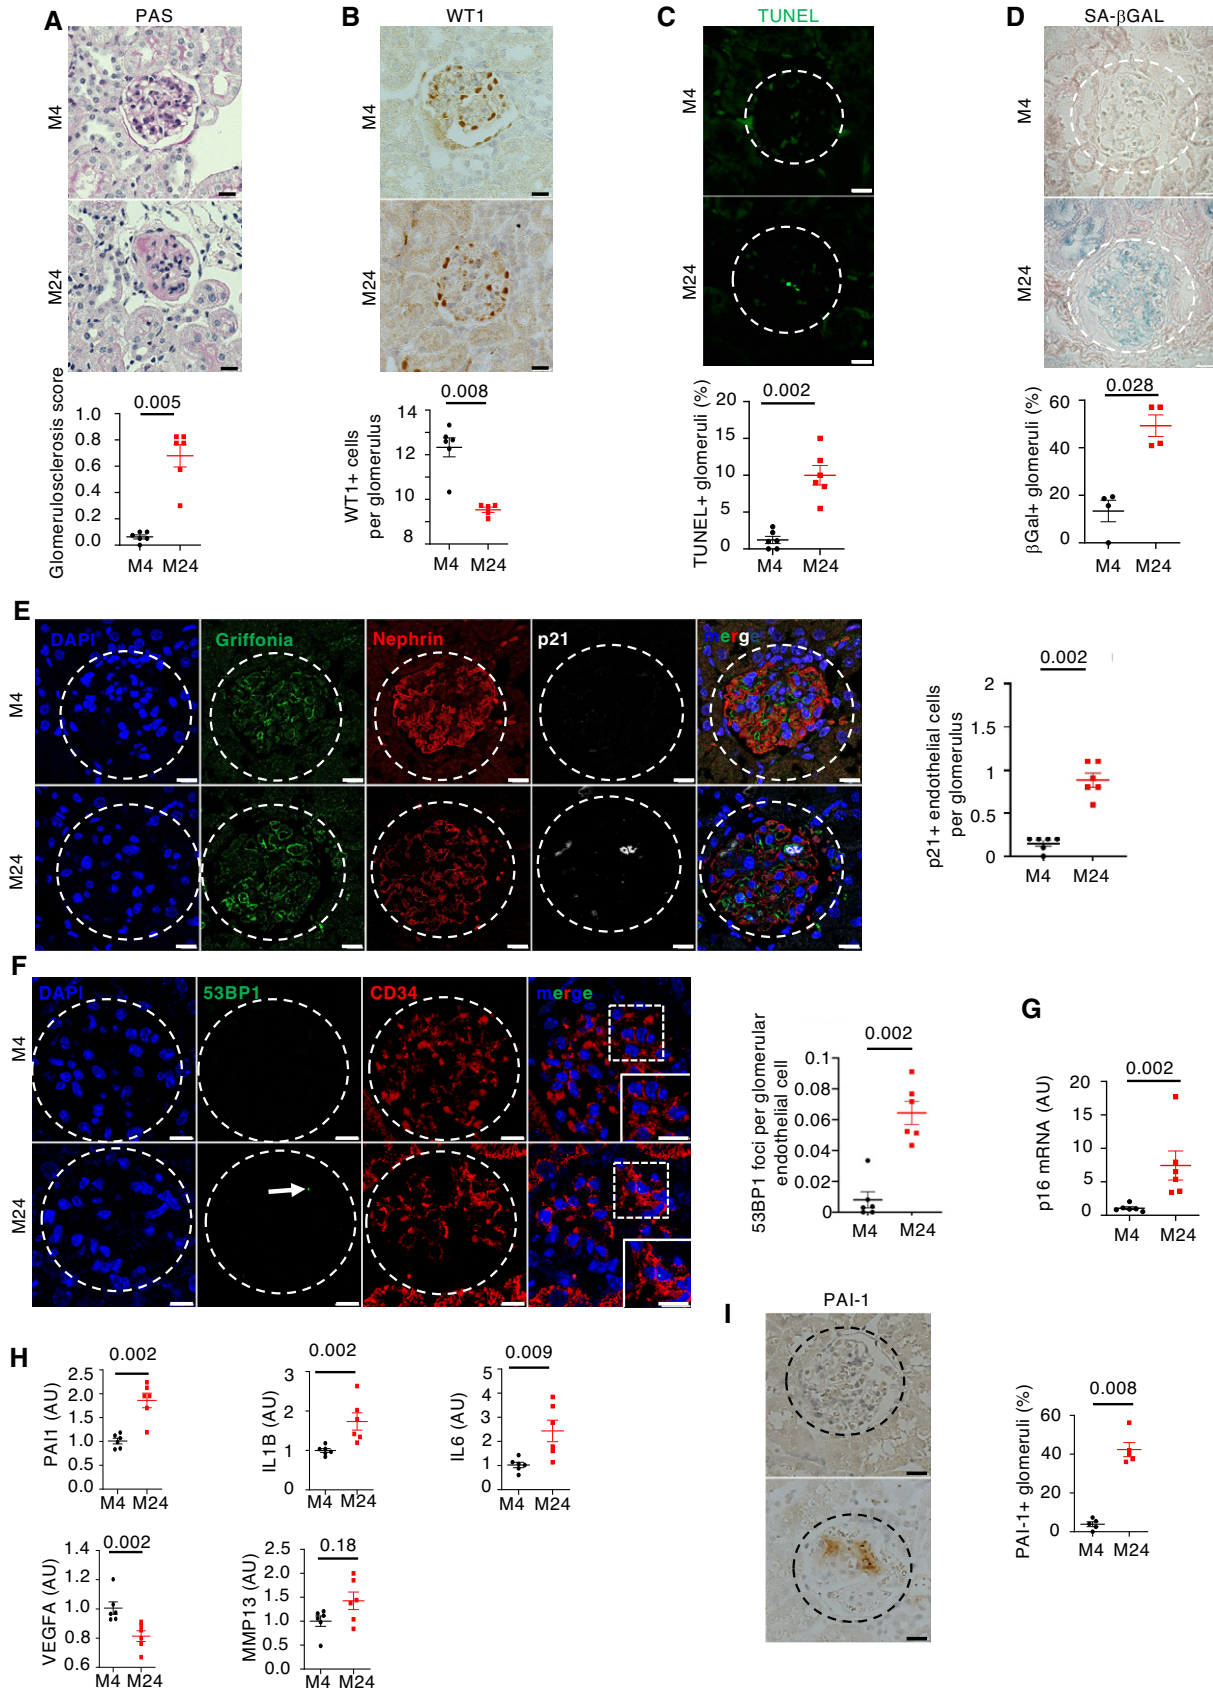 A
PAS
M4
M24
Glomerulosclerosis score
0.005
1.0
0.8
0.6
0.4
0.2
0.0
M4
M24
B
WT1
M4
M24
WT1+ cells
per glomerulus
0.008
14
12
10
8
M4
M24
C
TUNEL
M4
M24
TUNEL+ glomeruli (%)
0.002
20
15
10
5
0
M4
M24
D
SA-βGAL
M4
M24
βGal+ glomeruli (%)
0.028
60
40
20
0
M4
M24
E
DAPI
Griffonia
Nephrin
p21
merge
M4
M24
p21+ endothelial cells
per glomerulus
0.002
2
1.5
1
0.5
0
M4
M24
F
DAPI
53BP1
CD34
merge
M4
M24
53BP1 foci per glomerular
endothelial cell
0.002
0.1
0.08
0.06
0.04
0.02
0
M4
M24
G
p16 mRNA (AU)
0.002
20
15
10
5
0
M4
M24
H
PAI1 (AU)
0.002
2.5
2.0
1.5
1.0
0.5
0.0
M4 M24
IL1B (AU)
0.002
3
2
1
0
M4 M24
IL6 (AU)
0.009
5
4
3
2
1
0
M4 M24
VEGFA (AU)
0.002
1.4
1.2
1.0
0.8
0.6
M4 M24
MMP13 (AU)
0.18
2.5
2.0
1.5
1.0
0.5
0.0
M4 M24
I
PAI-1
PAI-1+ glomeruli (%)
0.008
60
40
20
0
M4
M24